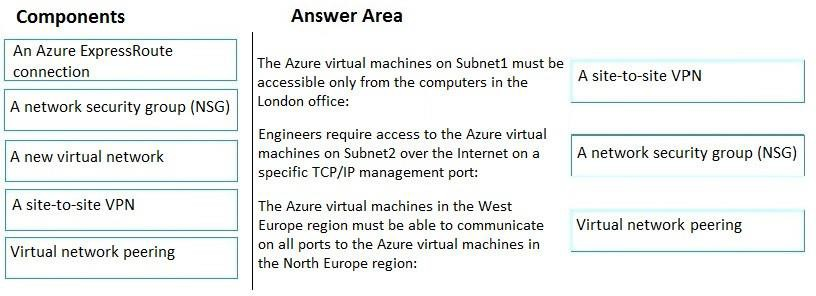 Components
Answer Area
An Azure ExpressRoute
connection
A network security group (NSG)
A new virtual network
A site-to-site VPN
Virtual network peering
The Azure virtual machines on Subnet1 must be
accessible only from the computers in the
London office:
A site-to-site VPN
Engineers require access to the Azure virtual
machines on Subnet2 over the Internet on a
specific TCP/IP management port:
A network security group (NSG)
The Azure virtual machines in the West
Europe region must be able to communicate
on all ports to the Azure virtual machines in
the North Europe region:
Virtual network peering